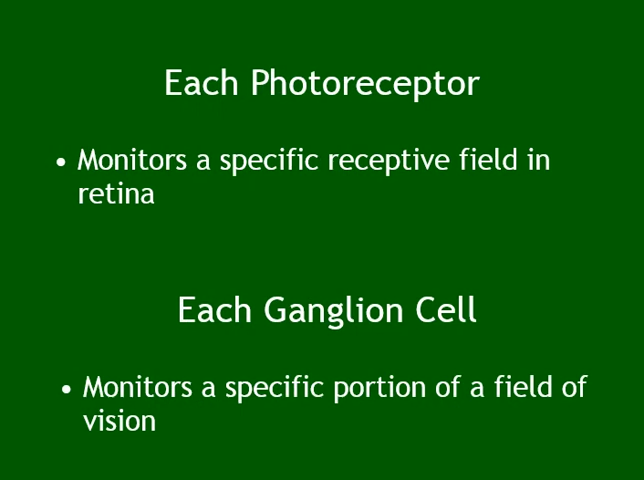 Each Photoreceptor
• Monitors a specific receptive field in
retina
Each Ganglion Cell
• Monitors a specific portion of a field of
vision